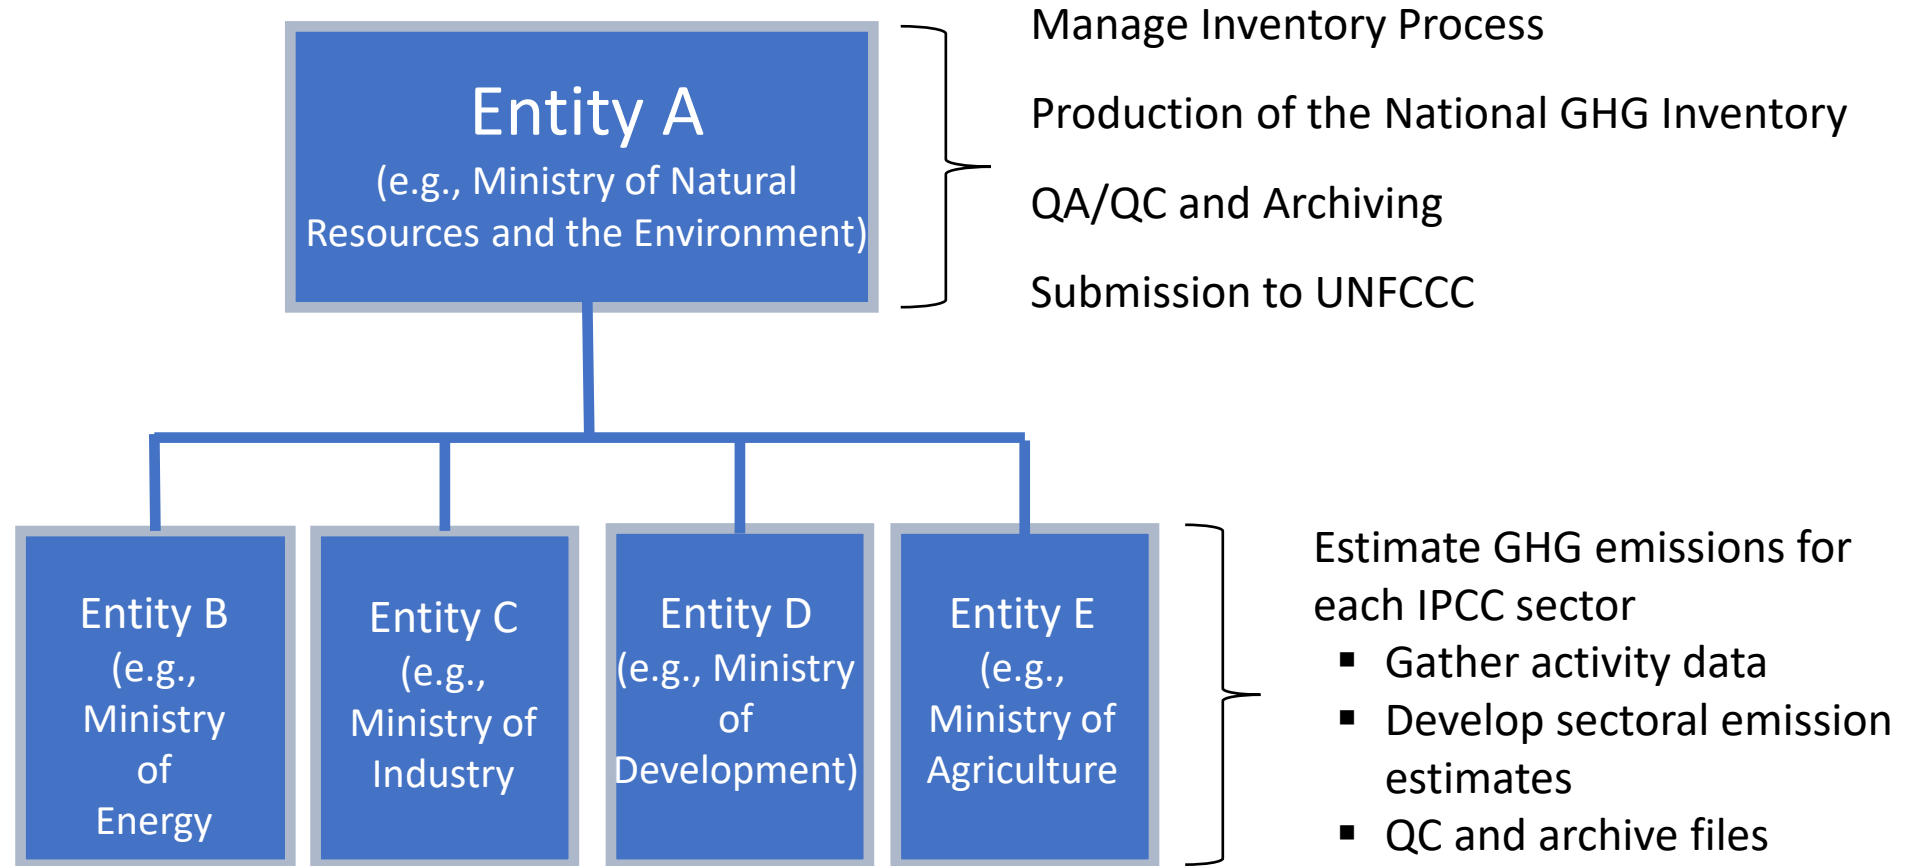 Entity A
(e.g., Ministry of Natural
Resources and the Environment)
Manage Inventory Process
Production of the National GHG Inventory
QA/QC and Archiving
Submission to UNFCCC
Entity B
(e.g.,
Ministry
of
Energy
Entity C
(e.g.,
Ministry of
Industry
Entity D
(e.g., Ministry
of
Development)
Entity E
(e.g.,
Ministry of
Agriculture
Estimate GHG emissions for
each IPCC sector
▪ Gather activity data
▪ Develop sectoral emission
estimates
▪ QC and archive files